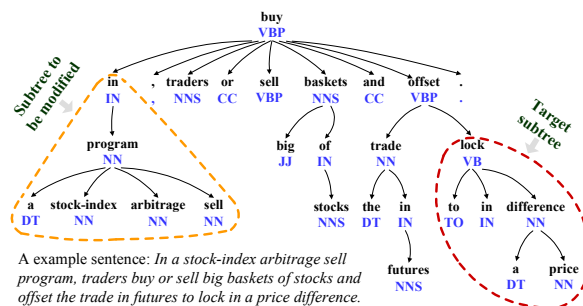 buy
VBP
in , traders or sell baskets and offset .
IN , NNS CC VBP NNS CC VBP .
Subtree to
be modified
Target
subtree
program
NN
big of
JJ IN
trade lock
NN VB
a stock-index arbitrage sell
DT NN NN NN
stocks the in to in difference
NNS DT IN TO IN NN
futures a price
NNS DT NN
A example sentence: In a stock-index arbitrage sell
program, traders buy or sell big baskets of stocks and
offset the trade in futures to lock in a price difference.